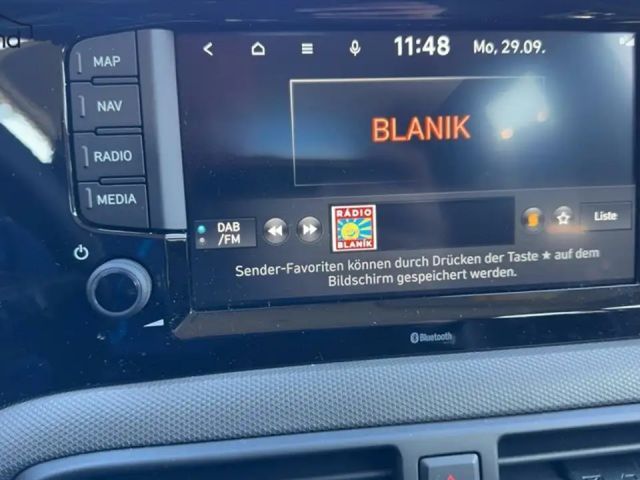 nd
11:48 Mo, 29.09.
MAP
NAV
RADIO
MEDIA
BLANIK
DAB
/FM
RÁDIO
BLANÍK
Liste
Sender-Favoriten können durch Drücken der Taste ★ auf dem
Bildschirm gespeichert werden.
Bluetooth